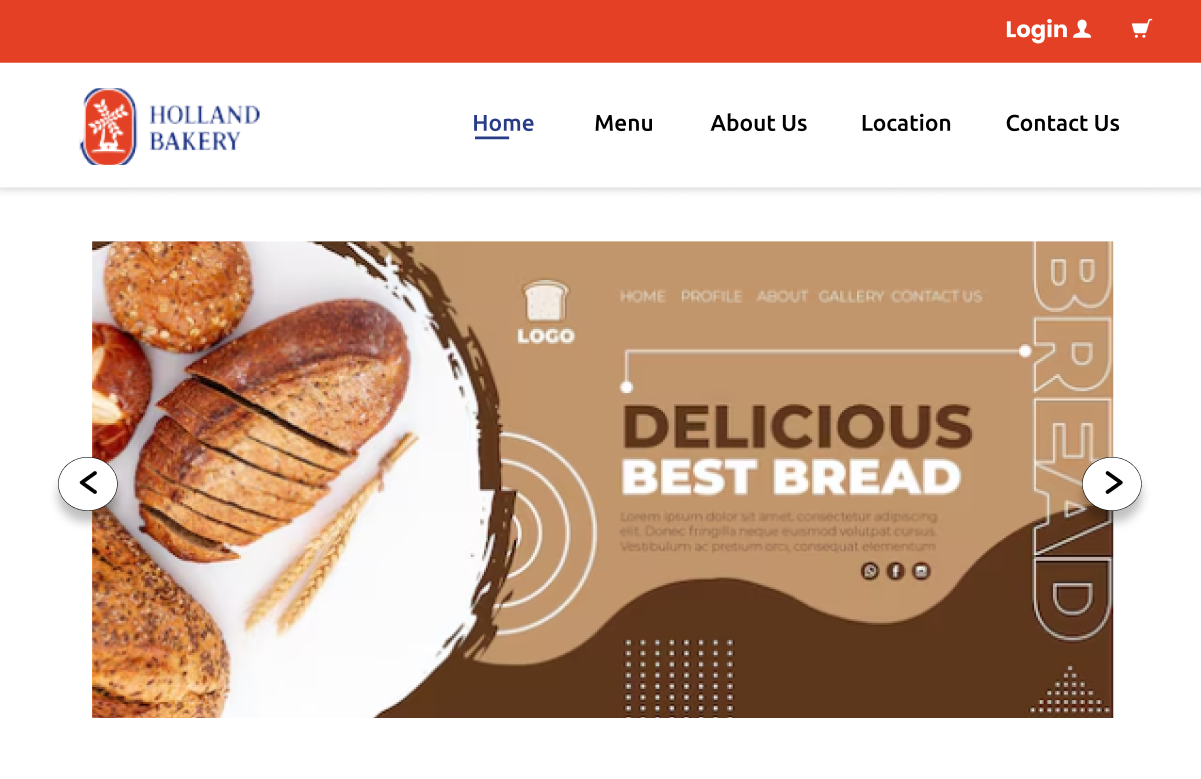 Login
HOLLAND
BAKERY
Home Menu About Us Location Contact Us
LOGO
HOME PROFILE ABOUT GALLERY CONTACT US
BREAD
DELICIOUS
BEST BREAD
Lorem ipsum dolor sit amet, consectetur adipiscing
elit. Donec fringilla neque euismod volutpat cursus.
Vestibulum ac pretium orci, consequat elementum